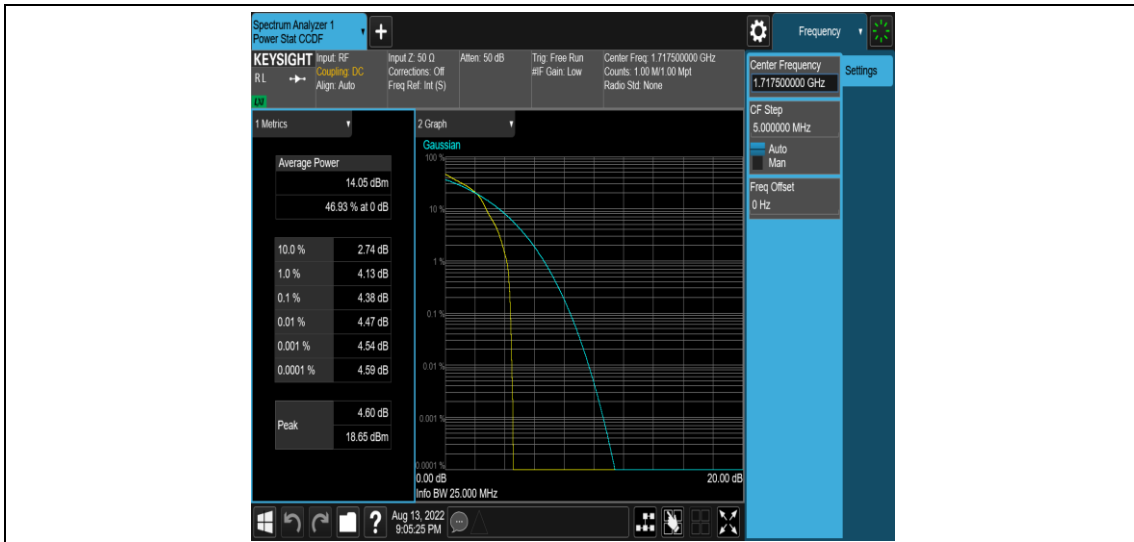 Spectrum Analyzer 1
Power Stat CCDF
Frequency
KEYSIGHT
RL
LXI
Input: RF
Coupling: DC
Align: Auto
Input Z: 50 Ω
Corrections: Off
Freq Ref: Int (S)
Atten: 50 dB
Trig: Free Run
#IF Gain: Low
Center Freq: 1.717500000 GHz
Counts: 1.00 M/1.00 Mpt
Radio Std: None
Center Frequency
1.717500000 GHz
Settings
CF Step
5.000000 MHz
Auto
Man
Freq Offset
0 Hz
1 Metrics
Average Power
14.05 dBm
46.93 % at 0 dB
10.0 % 2.74 dB
1.0 % 4.13 dB
0.1 % 4.38 dB
0.01 % 4.47 dB
0.001 % 4.54 dB
0.0001 % 4.59 dB
Peak
4.60 dB
18.65 dBm
2 Graph
Gaussian
100 %
10 %
1 %
0.1 %
0.01 %
0.001 %
0.0001 %
0.00 dB 20.00 dB
Info BW 25.000 MHz
?
Aug 13, 2022
9:05:25 PM